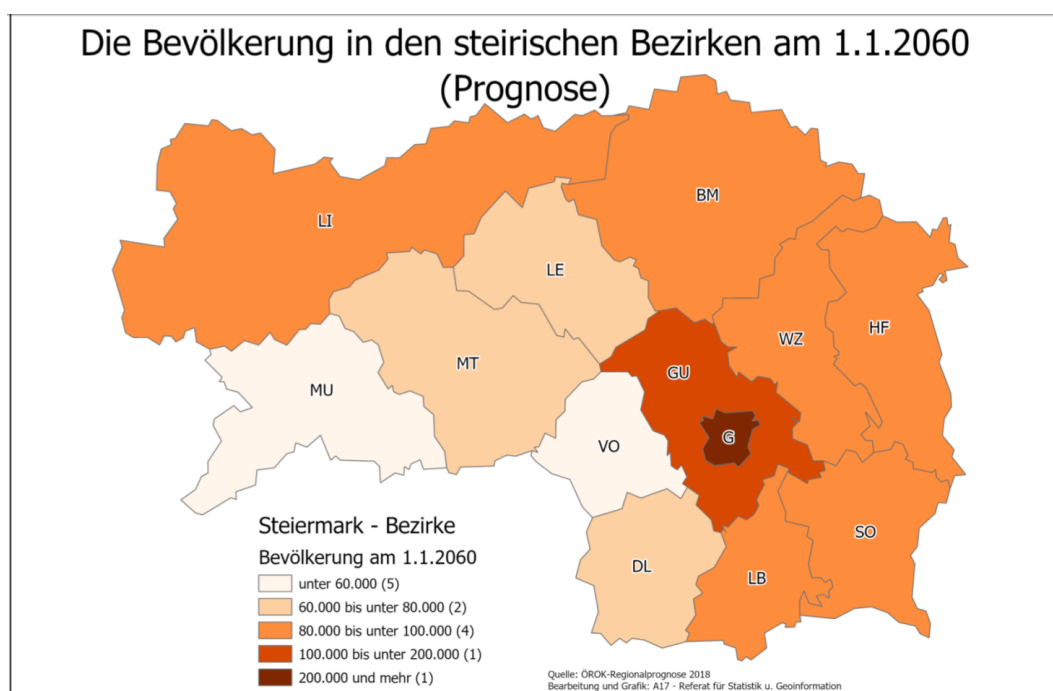 Die Bevölkerung in den steirischen Bezirken am 1.1.2060
(Prognose)
BM
LI
LE
HF
WZ
MT
GU
MU
G
VO
SO
DL
LB
Steiermark - Bezirke
Bevölkerung am 1.1.2060
unter 60.000 (5)
60.000 bis unter 80.000 (2)
80.000 bis unter 100.000 (4)
100.000 bis unter 200.000 (1)
200.000 und mehr (1)
Quelle: ÖROK-Regionalprognose 2018
Bearbeitung und Grafik: A17 - Referat für Statistik u. Geoinformation